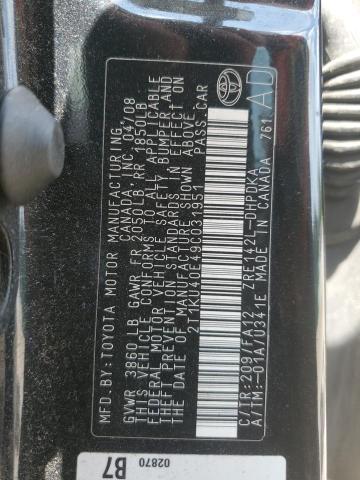 MFD.BY:TOYOTA MOTOR MANUFACTURING
CANADA, INC. 04/08
GVWR 3860 LB GAWR FR 2050LB RR 1850LB
THIS VEHICLE CONFORMS TO ALL APPLICABLE
FEDERAL MOTOR VEHICLE SAFETY, BUMPER, AND
THEFT PREVENTION STANDARDS IN EFFECT ON
THE DATE OF MANUFACTURE SHOWN ABOVE.
2T1KU40E49C031951 PASS.CAR
C/TR:209/FA12 ZRE142L-DHPDKA
A/TM:-01A/U341E MADE IN CANADA 761
TOYOTA
AD
02870
B7